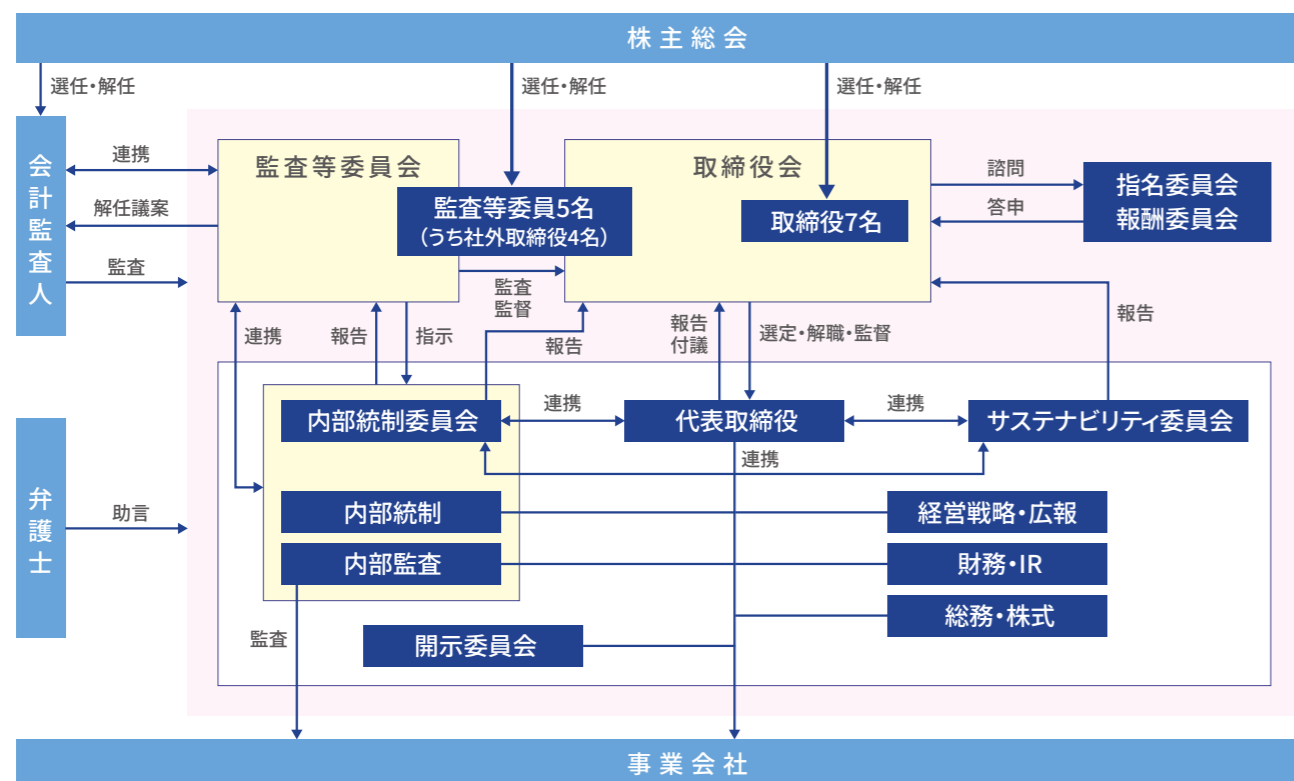 株主総会
選任・解任
選任・解任
選任・解任
会計監査人
連携
解任議案
監査
監査等委員会
監査等委員5名
（うち社外取締役4名）
取締役会
取締役7名
諮問
答申
指名委員会
報酬委員会
監査
監督
連携
報告
指示
報告
報告
付議
選定・解職・監督
報告
内部統制委員会
連携
代表取締役
連携
サステナビリティ委員会
連携
弁護士
助言
内部統制
経営戦略・広報
内部監査
財務・IR
総務・株式
監査
開示委員会
事業会社